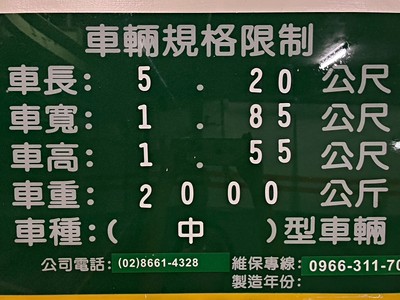 車輛規格限制
車長: 5.20 公尺
車寬: 1.85 公尺
車高: 1.55 公尺
車重: 2000 公斤
車種:( 中 )型車輛
公司電話: (02)8661-4328 維保專線: 0966-311-70
製造年份: